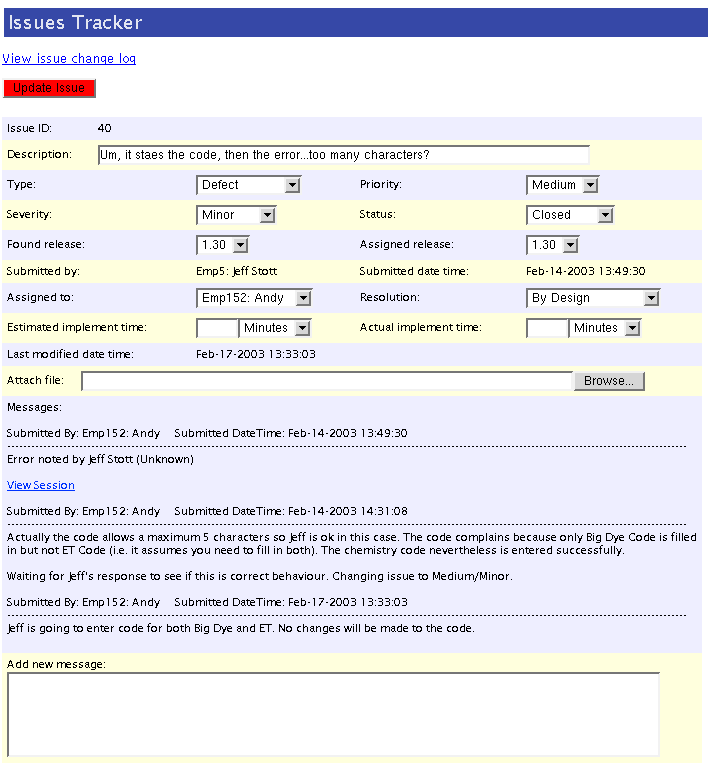 Issues Tracker
View issue change log
Update Issue
Issue ID: 40
Description: Um, it staes the code, then the error...too many characters?
Type: Defect Priority: Medium
Severity: Minor Status: Closed
Found release: 1.30 Assigned release: 1.30
Submitted by: Emp5: Jeff Stott Submitted date time: Feb-14-2003 13:49:30
Assigned to: Emp152: Andy Resolution: By Design
Estimated implement time: Minutes Actual implement time: Minutes
Last modified date time: Feb-17-2003 13:33:03
Attach file: Browse...
Messages:
Submitted By: Emp152: Andy Submitted DateTime: Feb-14-2003 13:49:30
Error noted by Jeff Stott (Unknown)
View Session
Submitted By: Emp152: Andy Submitted DateTime: Feb-14-2003 14:31:08
Actually the code allows a maximum 5 characters so Jeff is ok in this case. The code complains because only Big Dye Code is filled
in but not ET Code (i.e. it assumes you need to fill in both). The chemistry code nevertheless is entered successfully.
Waiting for Jeff's response to see if this is correct behaviour. Changing issue to Medium/Minor.
Submitted By: Emp152: Andy Submitted DateTime: Feb-17-2003 13:33:03
Jeff is going to enter code for both Big Dye and ET. No changes will be made to the code.
Add new message: